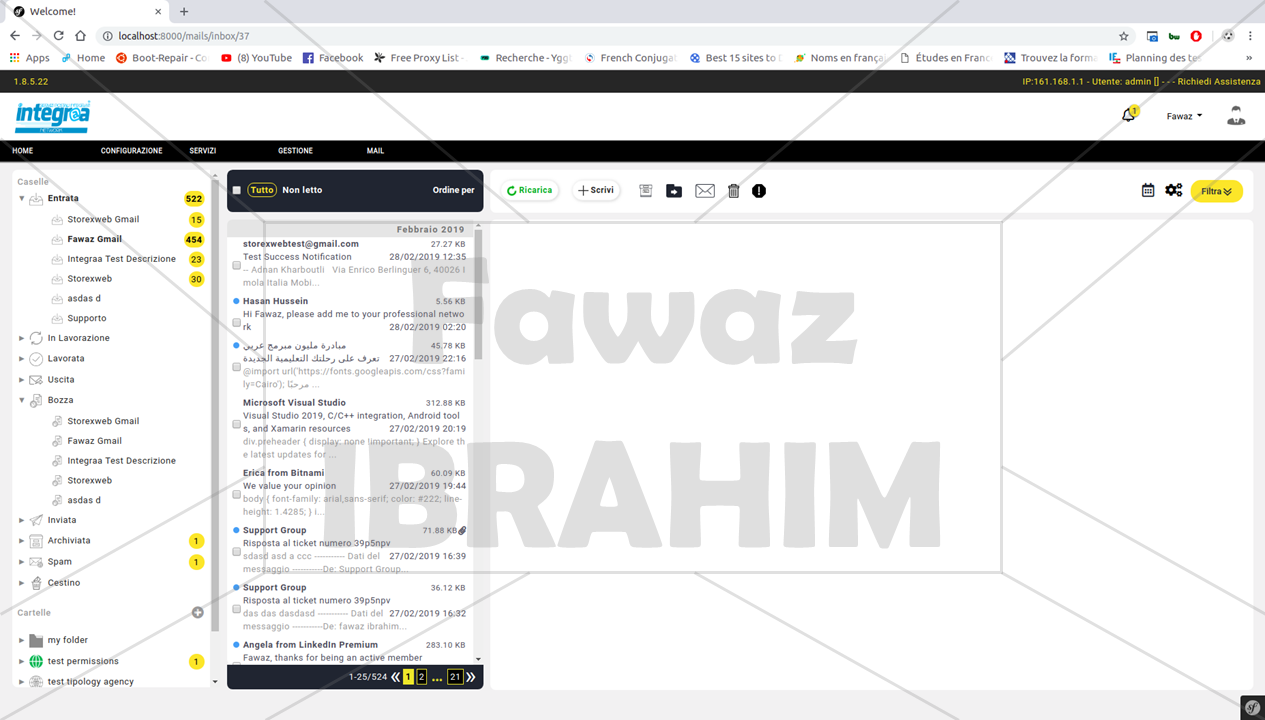 Welcome!
localhost:8000/mails/inbox/37
Apps
Home
Boot-Repair - Co
(8) YouTube
Facebook
Free Proxy List -
Recherche - Yggt
French Conjugat
Best 15 sites to D
Noms en françai
Études en Franc
Trouvez la forma
Planning des tes
»
1.8.5.22
IP:161.168.1.1 - Utente: admin [] - - - Richiedi Assistenza
integraa
NETWORK
1
Fawaz
HOME
CONFIGURAZIONE
SERVIZI
GESTIONE
MAIL
Caselle
Entrata 522
Storexweb Gmail 15
Fawaz Gmail 454
Integraa Test Descrizione 23
Storexweb 30
asdas d
Supporto
In Lavorazione
Lavorata
Uscita
Bozza
Storexweb Gmail
Fawaz Gmail
Integraa Test Descrizione
Storexweb
asdas d
Inviata
Archiviata 1
Spam 1
Cestino
Cartelle
my folder
test permissions 1
test tipology agency
Tutto Non letto Ordine per
Febbraio 2019
storexwebtest@gmail.com 27.27 KB
Test Success Notification 28/02/2019 12:35
-- Adnan Kharboutli Via Enrico Berlinguer 6, 40026 I
mola Italia Mobi...
Hasan Hussein 5.56 KB
Hi Fawaz, please add me to your professional netwo
rk 28/02/2019 02:20
مبادرة مليون مبرمج عربي 45.78 KB
تعرف على رحلتك التعليمية الجديدة 27/02/2019 22:16
@import url('https://fonts.googleapis.com/css?fami
ly=Cairo'); مرحبًا ...
Microsoft Visual Studio 312.88 KB
Visual Studio 2019, C/C++ integration, Android tool
s, and Xamarin resources 27/02/2019 20:19
div.preheader { display: none !important; } Explore th
e latest updates for ...
Erica from Bitnami 60.09 KB
We value your opinion 27/02/2019 19:44
body { font-family: arial,sans-serif; color: #222; line-
height: 1.4285; } i...
Support Group 71.88 KB
Risposta al ticket numero 39p5npv
sdasd asd a ccc ----------- Dati del 27/02/2019 16:39
messaggio -----------De: Support Group...
Support Group 36.12 KB
Risposta al ticket numero 39p5npv
das das dasdasd ----------- Dati del 27/02/2019 16:32
messaggio -----------De: fawaz ibrahim...
Angela from LinkedIn Premium 283.10 KB
Fawaz, thanks for being an active member
1-25/524 « 1 2 ... 21 »
Ricarica
Scrivi
Filtra
Fawaz
IBRAHIM